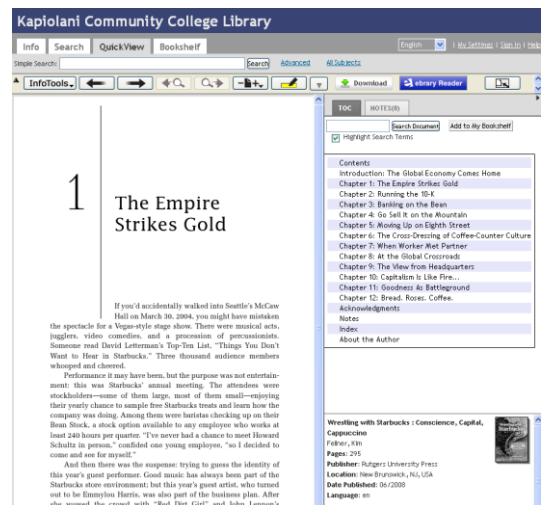 Kapiolani Community College Library
Info Search QuickView Bookshelf English | My Settings | Sign In | Help
Simple Search: Search Advanced All Subjects
InfoTools Download ebrary Reader
TOC NOTES(0)
Search Document Add to My Bookshelf
Highlight Search Terms
Contents
Introduction: The Global Economy Comes Home
Chapter 1: The Empire Strikes Gold
Chapter 2: Running the 10-K
Chapter 3: Banking on the Bean
Chapter 4: Go Sell it on the Mountain
Chapter 5: Moving Up on Eighth Street
Chapter 6: The Cross-Dressing of Coffee-Counter Culture
Chapter 7: When Worker Met Partner
Chapter 8: At the Global Crossroads
Chapter 9: The View from Headquarters
Chapter 10: Capitalism Is Like Fire...
Chapter 11: Goodness As Battleground
Chapter 12: Bread. Roses. Coffee.
Acknowledgments
Notes
Index
About the Author
1
The Empire
Strikes Gold
If you'd accidentally walked into Seattle's McCaw
Hall on March 30, 2004, you might have mistaken
the spectacle for a Vegas-style stage show. There were musical acts,
jugglers, video comedies, and a procession of percussionists.
Someone read David Letterman's Top-Ten List, "Things You Don't
Want to Hear in Starbucks." Three thousand audience members
whooped and cheered.
Performance it may have been, but the purpose was not entertain-
ment: this was Starbucks' annual meeting. The attendees were
stockholders—some of them large, most of them small—enjoying
their yearly chance to sample free Starbucks treats and learn how the
company was doing. Among them were baristas checking up on their
Bean Stock, a stock option available to any employee who works at
least 240 hours per quarter. "I've never had a chance to meet Howard
Schultz in person," confided one young employee, "so I decided to
come and see for myself."
And then there was the suspense: trying to guess the identity of
this year's guest performer. Good music has always been part of the
Starbucks store environment; but this year's guest artist, who turned
out to be Emmylou Harris, was also part of the business plan. After
she wowed the crowd with "Red Dirt Girl" and John Lennon's
Wrestling with Starbucks : Conscience, Capital,
Cappuccino
Fellner, Kim
Pages: 295
Publisher: Rutgers University Press
Location: New Brunswick, NJ, USA
Date Published: 06/2008
Language: en